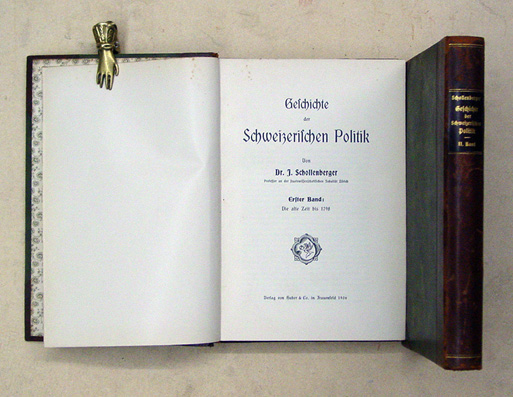 Geschichte
der
Schweizerischen Politik
Von
Dr. J. Schollenberger
Erster Band:
Die alte Zeit bis 1798
Verlag von Huber & Co. in Frauenfeld
Schollenberger
Geschichte
der
Schweizerischen
Politik
II. Band